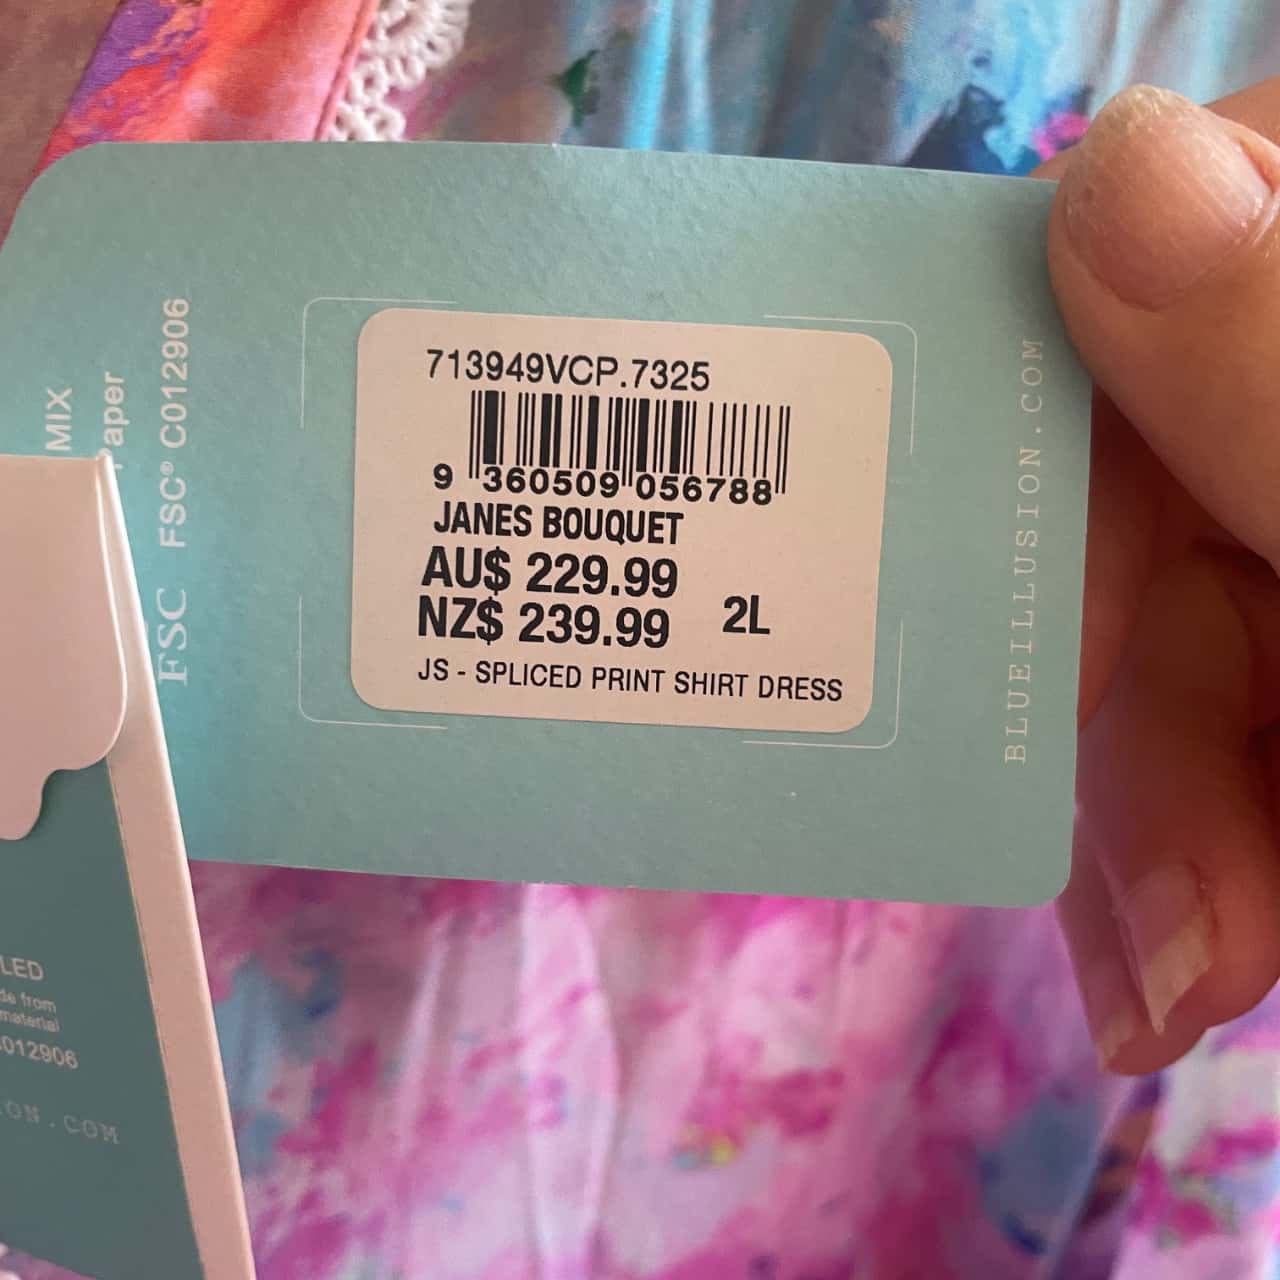 713949VCP.7325
9 360509 056788
JANES BOUQUET
AU$ 229.99
NZ$ 239.99 2L
JS - SPLICED PRINT SHIRT DRESS
BLUEILLUSION.COM
MIX
Paper
FSC FSC® C012906
LED
de from
material
012906
ON.COM